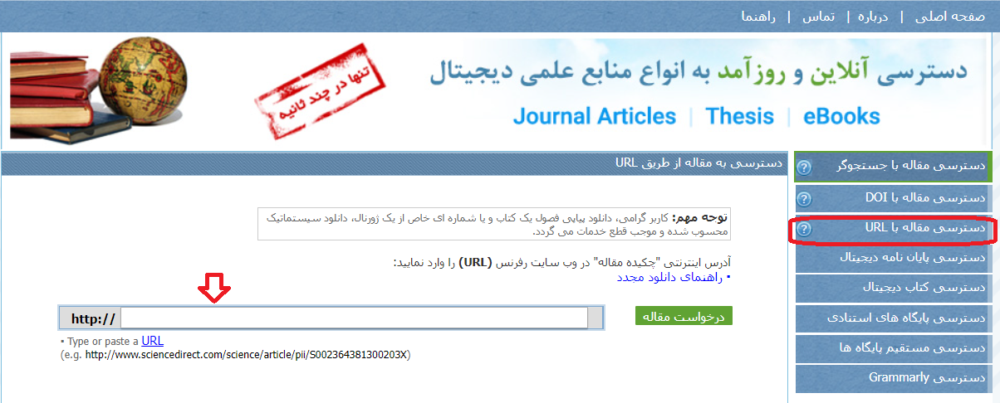 صفحه اصلی | درباره | تماس | راهنما
دسترسی آنلاین و روزآمد به انواع منابع علمی دیجیتال
Journal Articles | Thesis | eBooks
تنها در چند ثانیه
دسترسی مقاله با جستجوگر
دسترسی مقاله با DOI
دسترسی مقاله با URL
دسترسی پایان نامه دیجیتال
دسترسی کتاب دیجیتال
دسترسی پایگاه های استنادی
دسترسی مستقیم پایگاه ها
دسترسی Grammarly
دسترسی به مقاله از طریق URL
توجه مهم: کاربر گرامی، دانلود پیاپی فصول یک کتاب و یا شماره ای خاص از یک ژورنال، دانلود سیستماتیک
محسوب شده و موجب قطع خدمات می گردد.
آدرس اینترنتی "چکیده مقاله" در وب سایت رفرنس (URL) را وارد نمایید:
• راهنمای دانلود مجدد
http://
درخواست مقاله
• Type or paste a URL
(e.g. http://www.sciencedirect.com/science/article/pii/S002364381300203X)